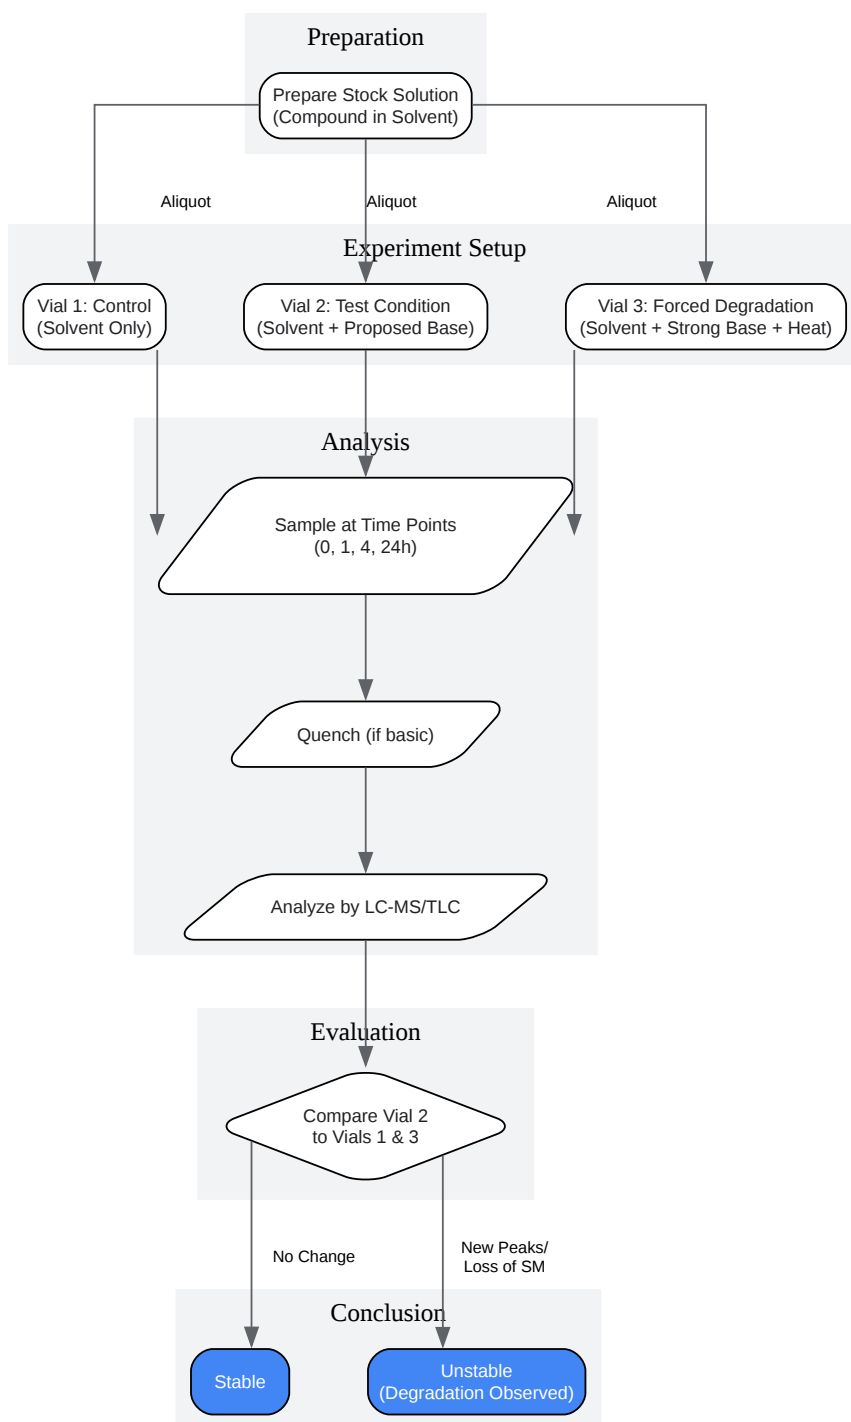 Preparation
Prepare Stock Solution
(Compound in Solvent)
Aliquot
Aliquot
Aliquot
Experiment Setup
Vial 1: Control
(Solvent Only)
Vial 2: Test Condition
(Solvent + Proposed Base)
Vial 3: Forced Degradation
(Solvent + Strong Base + Heat)
Analysis
Sample at Time Points
(0, 1, 4, 24h)
Quench (if basic)
Analyze by LC-MS/TLC
Evaluation
Compare Vial 2
to Vials 1 & 3
No Change
New Peaks/
Loss of SM
Conclusion
Stable
Unstable
(Degradation Observed)